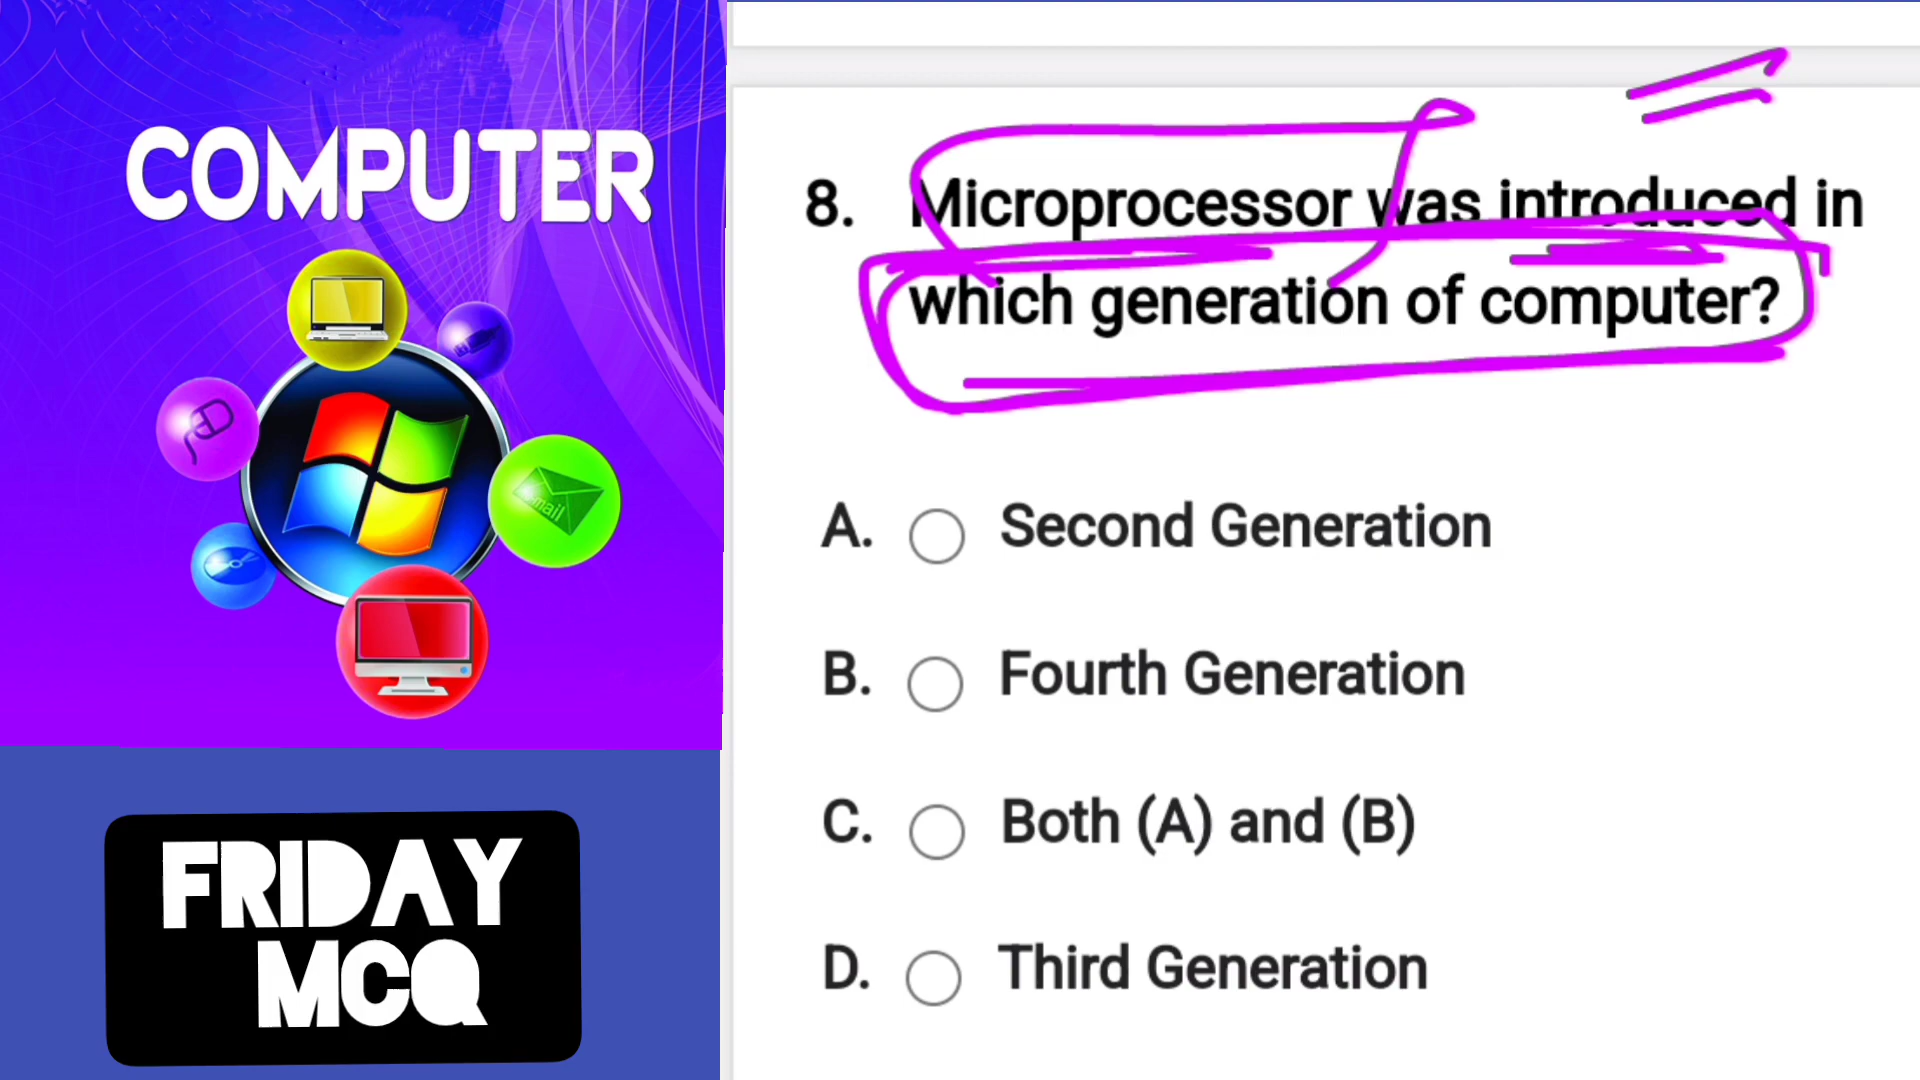 COMPUTER
mail
FRIDAY
MCQ
8. Microprocessor was introduced in
which generation of computer?
A. Second Generation
B. Fourth Generation
C. Both (A) and (B)
D. Third Generation